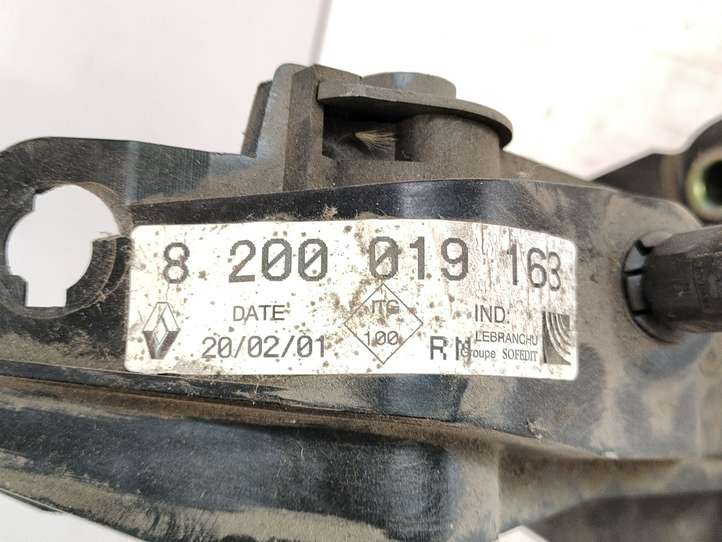 8 200 019 163
DATE ITG IND:
20/02/01 100 R N LEBRANCHU
Groupe SOFEDIT